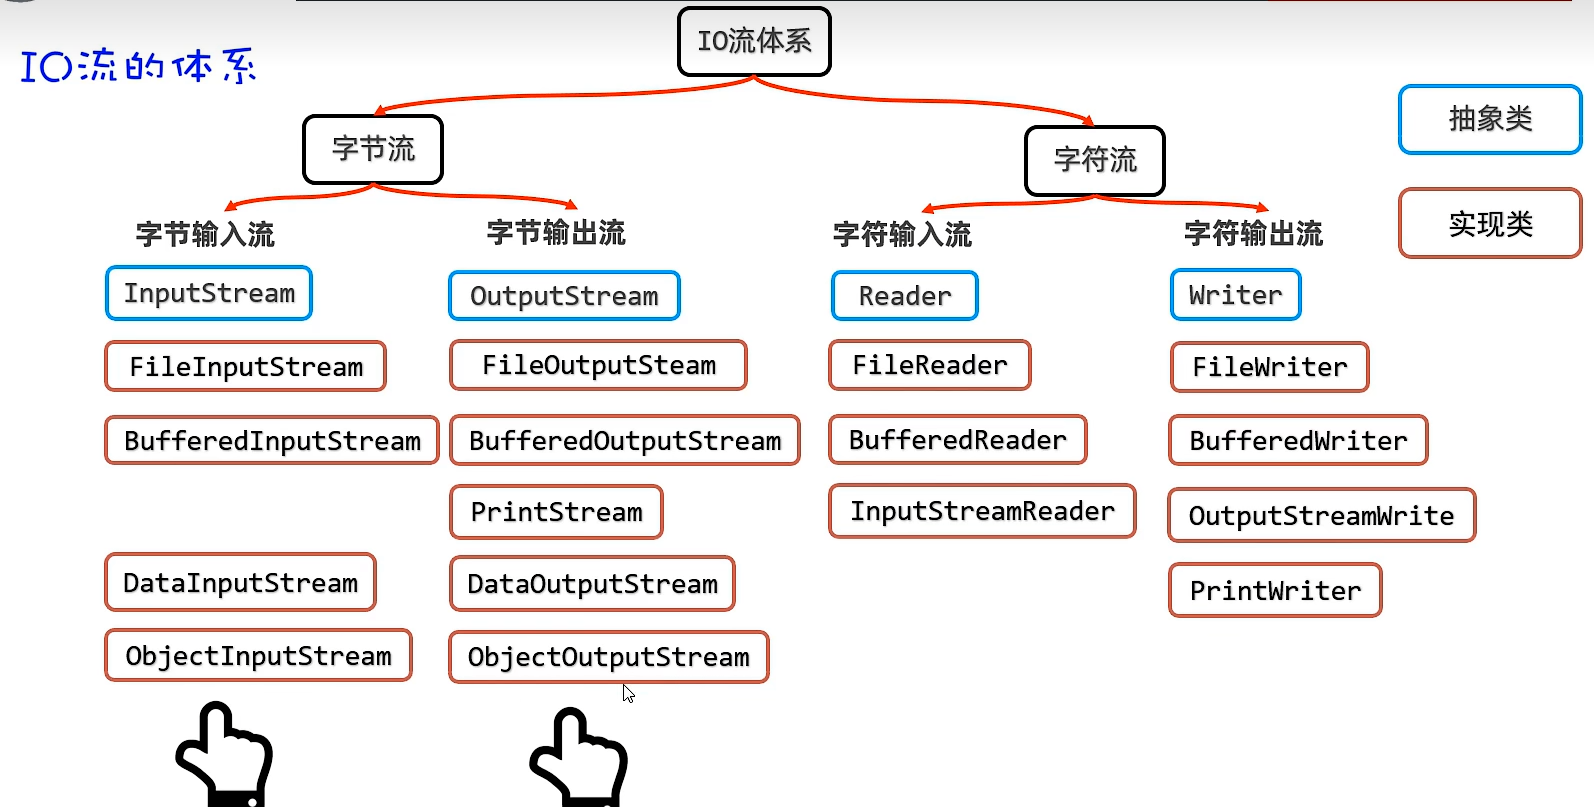 IO流体系
IO流的体系
抽象类
字节流
字符流
实现类
字节输入流
字节输出流
字符输入流
字符输出流
InputStream
OutputStream
Reader
Writer
FileInputStream
FileOutputSteam
FileReader
FileWriter
BufferedInputStream
BufferedOutputStream
BufferedReader
BufferedWriter
PrintStream
InputStreamReader
OutputStreamWrite
DataInputStream
DataOutputStream
PrintWriter
ObjectInputStream
ObjectOutputStream